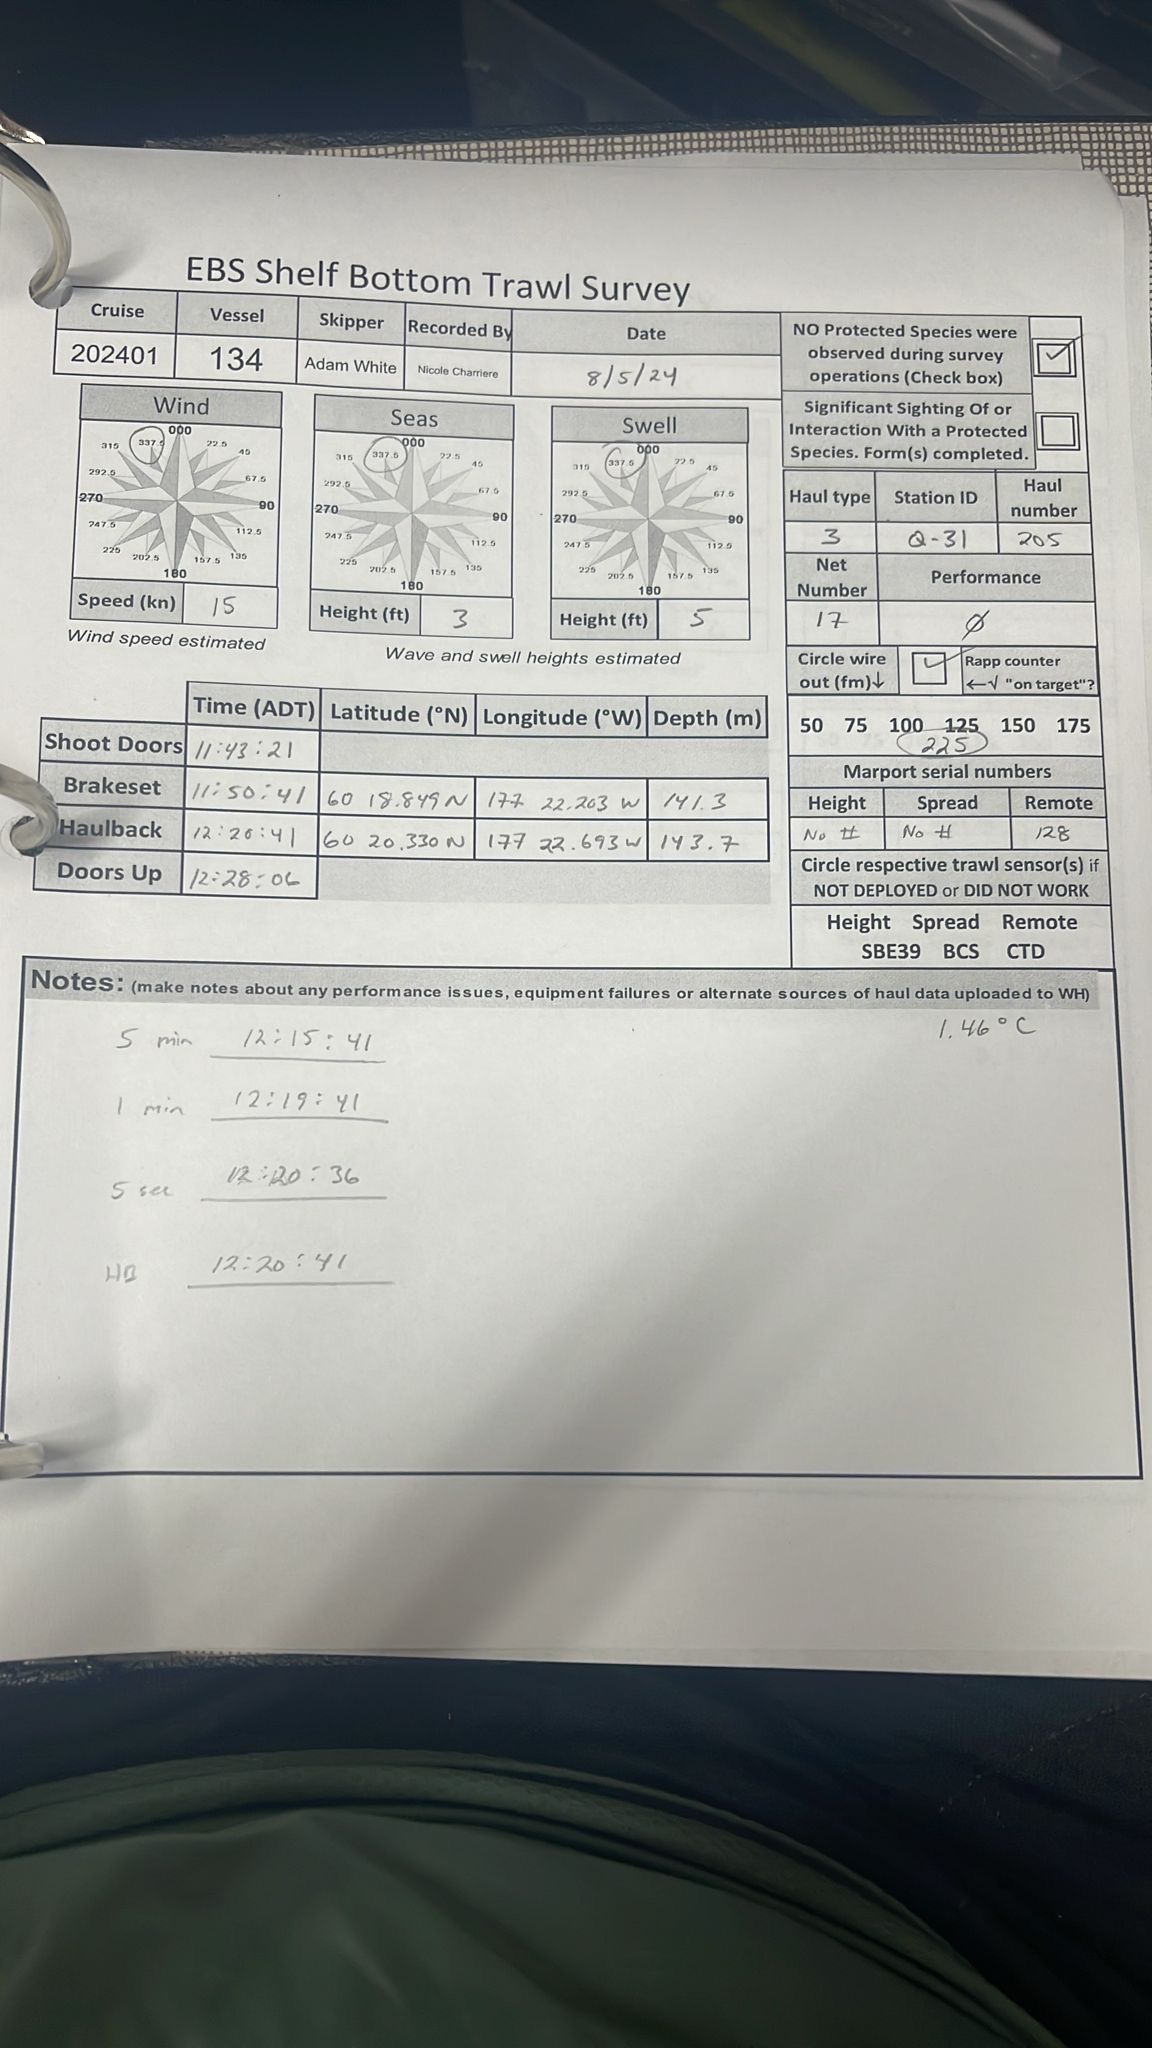 EBS Shelf Bottom Trawl Survey
Cruise Vessel Skipper Recorded By Date
202401 134 Adam White Nicole Charriere 8/5/24
NO Protected Species were
observed during survey
operations (Check box)
Significant Sighting Of or
Interaction With a Protected
Species. Form(s) completed.
Wind
000
22.5
45
67.5
90
112.5
135
157.5
180
202.5
225
247.5
270
292.5
315
337.5
Speed (kn) 15
Wind speed estimated
Seas
000
22.5
45
67.5
90
112.5
135
157.5
180
202.5
225
247.5
270
292.5
315
337.5
Height (ft) 3
Swell
000
22.5
45
67.5
90
112.5
135
157.5
180
202.5
225
247.5
270
292.5
315
337.5
Height (ft) 5
Wave and swell heights estimated
Haul type Station ID Haul number
3 Q-31 205
Net Number Performance
17 Ø
Circle wire
out (fm)↓
Rapp counter
←√ "on target"?
50 75 100 125 150 175
225
Marport serial numbers
Height Spread Remote
No # No # 128
Circle respective trawl sensor(s) if
NOT DEPLOYED or DID NOT WORK
Height Spread Remote
SBE39 BCS CTD
Time (ADT) Latitude (°N) Longitude (°W) Depth (m)
Shoot Doors 11:43:21
Brakeset 11:50:41 60 18.849 N 177 22.203 W 141.3
Haulback 12:20:41 60 20.330 N 177 22.693 W 143.7
Doors Up 12:28:06
Notes: (make notes about any performance issues, equipment failures or alternate sources of haul data uploaded to WH)
1.46°C
5 min 12:15:41
1 min 12:19:41
5 sec 12:20:36
HB 12:20:41